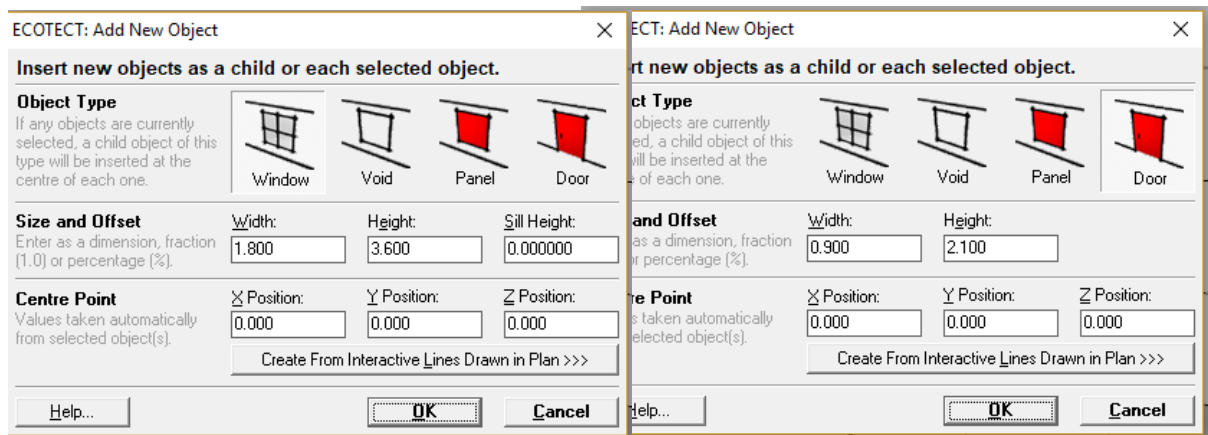 ECOTECT: Add New Object
Insert new objects as a child or each selected object.
Object Type
If any objects are currently
selected, a child object of this
type will be inserted at the
centre of each one.
Window Void Panel Door
Size and Offset
Enter as a dimension, fraction
(1.0) or percentage (%).
Width: Height: Sill Height:
1.800 3.600 0.000000
Centre Point
Values taken automatically
from selected object(s).
X Position: Y Position: Z Position:
0.000 0.000 0.000
Create From Interactive Lines Drawn in Plan >>>
Help... OK Cancel
ECT: Add New Object
rt new objects as a child or each selected object.
ct Type
objects are currently
ed, a child object of this
will be inserted at the
e of each one.
Window Void Panel Door
and Offset
as a dimension, fraction
or percentage (%).
Width: Height:
0.900 2.100
re Point
s taken automatically
elected object(s).
X Position: Y Position: Z Position:
0.000 0.000 0.000
Create From Interactive Lines Drawn in Plan >>>
Help... OK Cancel